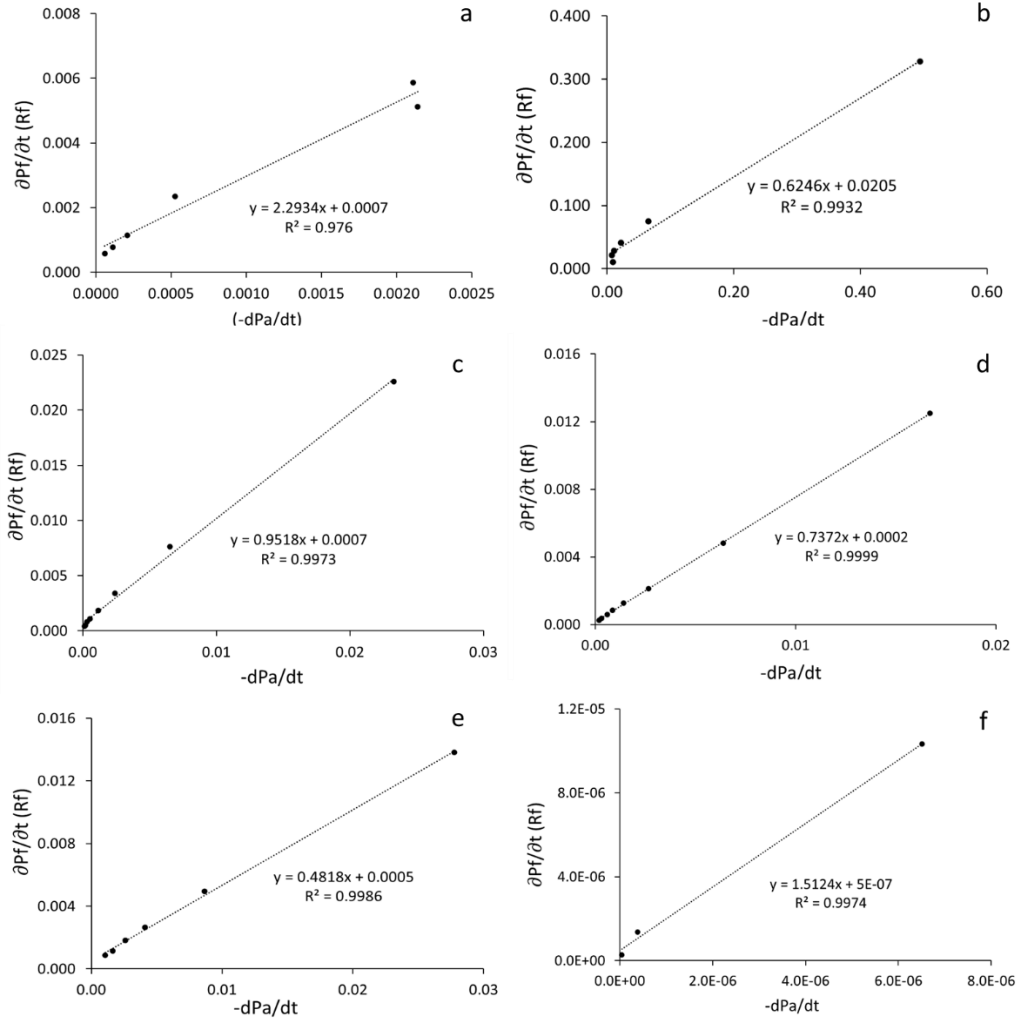 a
0.008
0.006
0.004
0.002
0.000
∂Pf/∂t (Rf)
y = 2.2934x + 0.0007
R² = 0.976
0.0000 0.0005 0.0010 0.0015 0.0020 0.0025
(-dPa/dt)
b
0.400
0.300
0.200
0.100
0.000
∂Pf/∂t (Rf)
y = 0.6246x + 0.0205
R² = 0.9932
0.00 0.20 0.40 0.60
-dPa/dt
c
0.025
0.020
0.015
0.010
0.005
0.000
∂Pf/∂t (Rf)
y = 0.9518x + 0.0007
R² = 0.9973
0.00 0.01 0.02 0.03
-dPa/dt
d
0.016
0.012
0.008
0.004
0.000
∂Pf/∂t (Rf)
y = 0.7372x + 0.0002
R² = 0.9999
0.00 0.01 0.02
-dPa/dt
e
0.016
0.012
0.008
0.004
0.000
∂Pf/∂t (Rf)
y = 0.4818x + 0.0005
R² = 0.9986
0.00 0.01 0.02 0.03
-dPa/dt
f
1.2E-05
8.0E-06
4.0E-06
0.0E+00
∂Pf/∂t (Rf)
y = 1.5124x + 5E-07
R² = 0.9974
0.0E+00 2.0E-06 4.0E-06 6.0E-06 8.0E-06
-dPa/dt